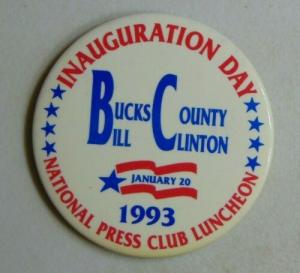 INAUGURATION DAY
BUCKS COUNTY
BILL CLINTON
JANUARY 20
1993
NATIONAL PRESS CLUB LUNCHEON